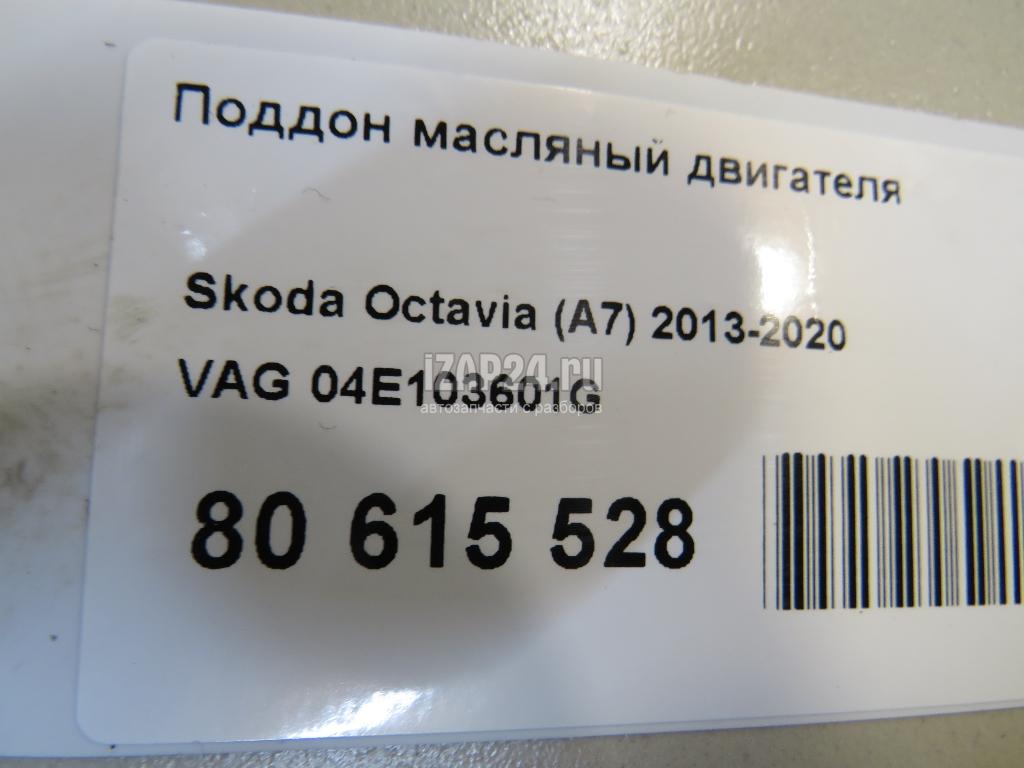 Поддон масляный двигателя
Skoda Octavia (A7) 2013-2020
VAG 04E103601G
iZAP24.ru
автозапчасти с разборов
80 615 528